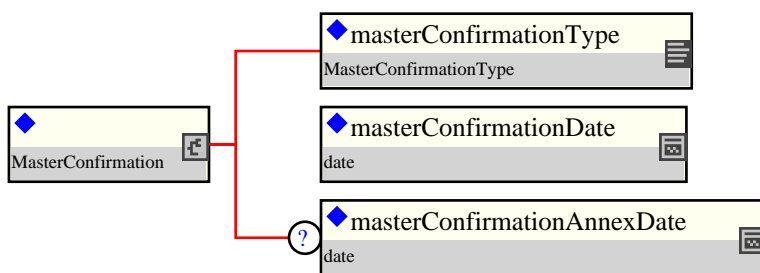 masterConfirmationType
MasterConfirmationType
MasterConfirmation
masterConfirmationDate
date
?
masterConfirmationAnnexDate
date